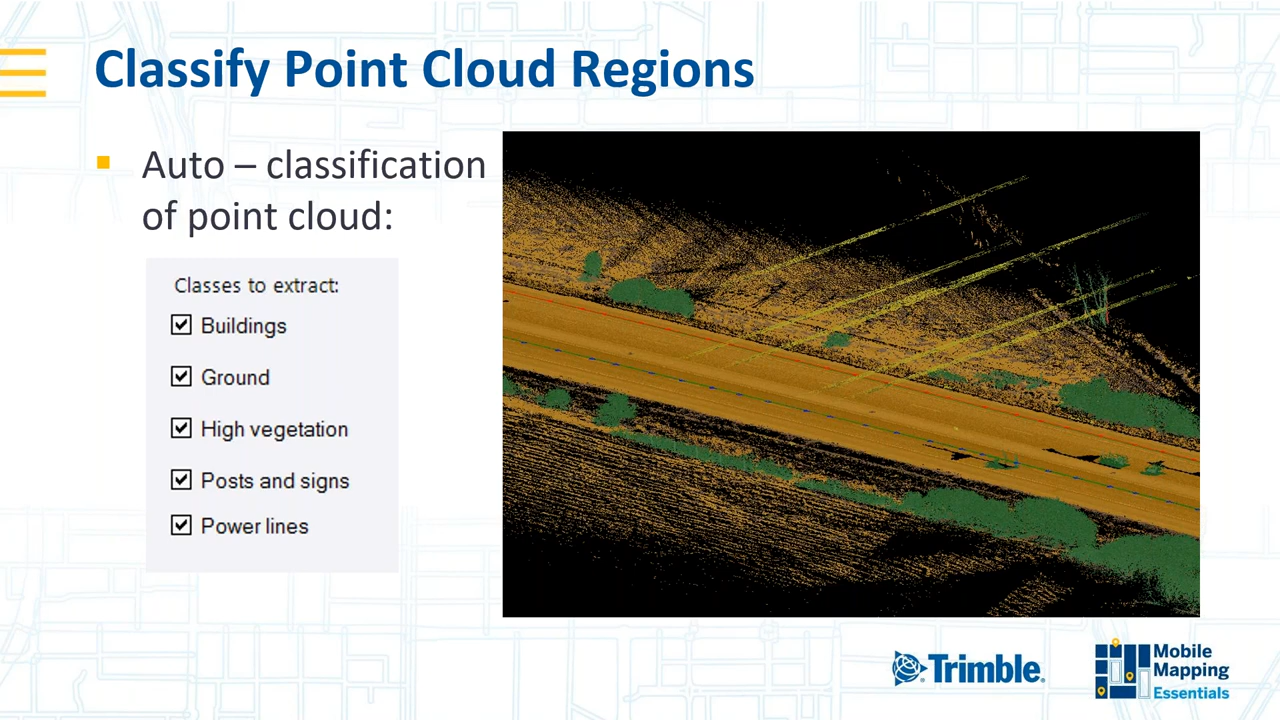 Classify Point Cloud Regions
Auto – classification
of point cloud:
Classes to extract:
Buildings
Ground
High vegetation
Posts and signs
Power lines
Trimble.
Mobile
Mapping
Essentials